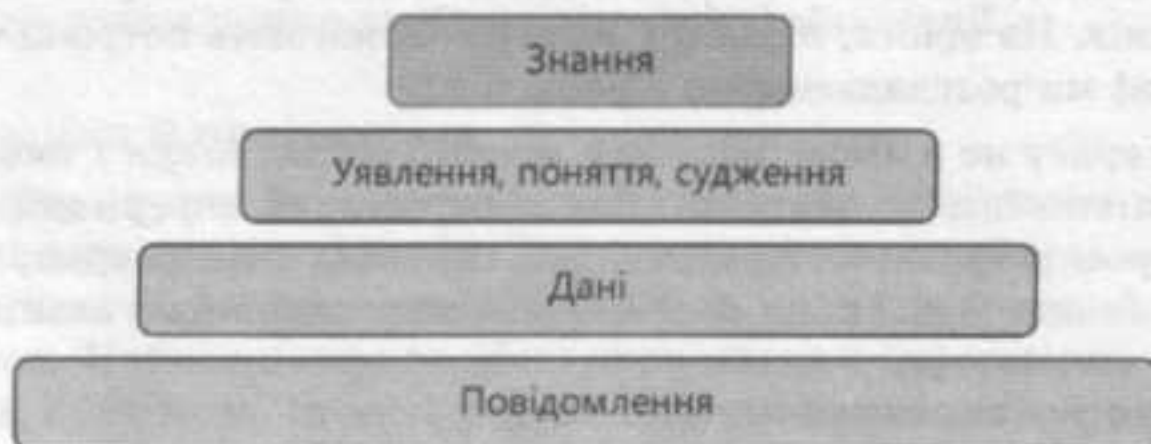 Знання
Уявлення, поняття, судження
Дані
Повідомлення